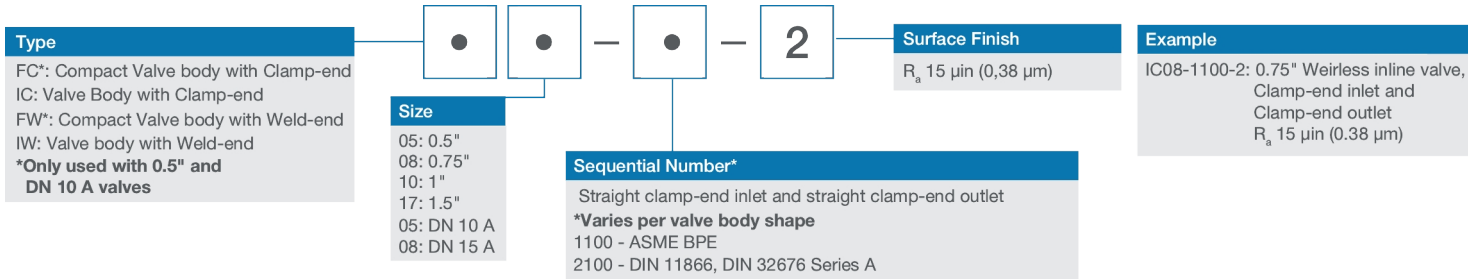 ● ● – ● – 2
Type
FC*: Compact Valve body with Clamp-end
IC: Valve Body with Clamp-end
FW*: Compact Valve body with Weld-end
IW: Valve body with Weld-end
*Only used with 0.5" and
DN 10 A valves
Size
05: 0.5"
08: 0.75"
10: 1"
17: 1.5"
05: DN 10 A
08: DN 15 A
Sequential Number*
Straight clamp-end inlet and straight clamp-end outlet
*Varies per valve body shape
1100 - ASME BPE
2100 - DIN 11866, DIN 32676 Series A
Surface Finish
Ra 15 µin (0,38 µm)
Example
IC08-1100-2: 0.75" Weirless inline valve,
Clamp-end inlet and
Clamp-end outlet
Ra 15 µin (0.38 µm)